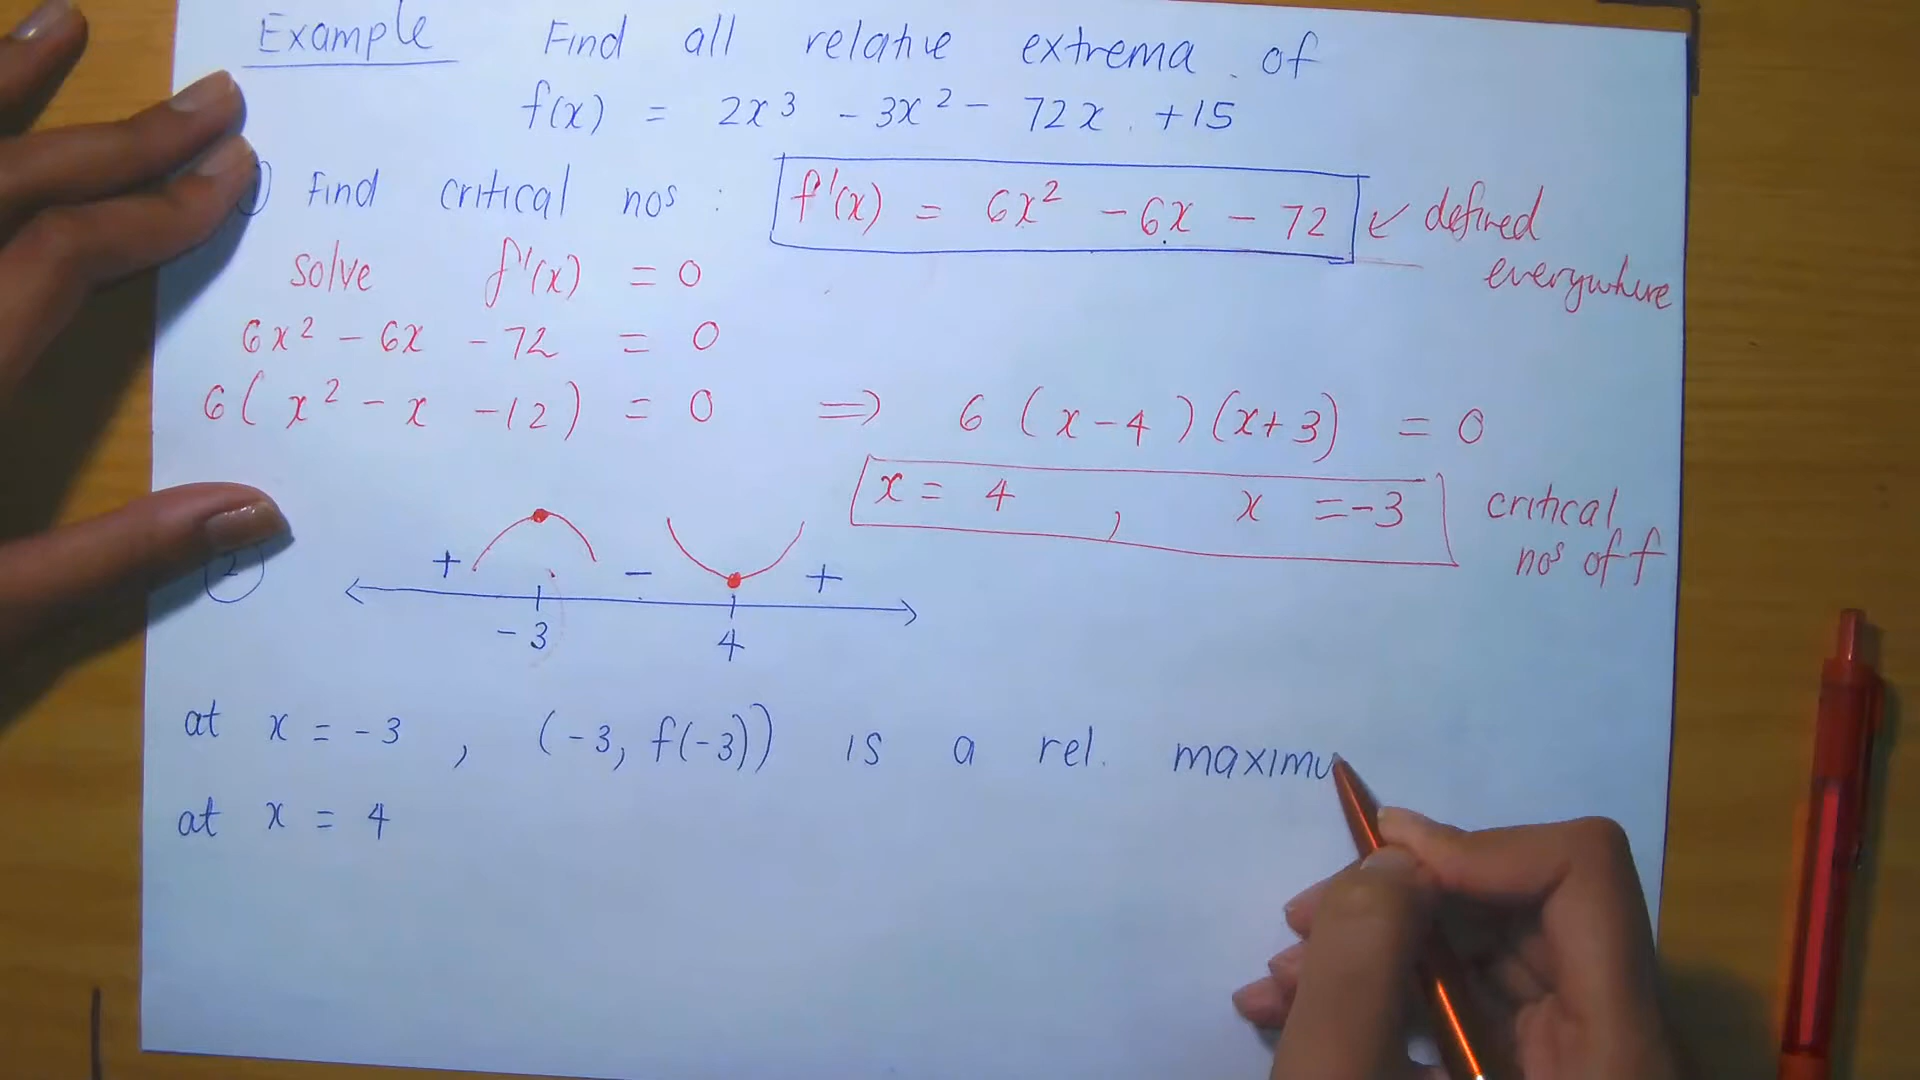 Example Find all relative extrema of
f(x) = 2x³ - 3x² - 72x + 15
Find critical nos : f'(x) = 6x² - 6x - 72 ↙ defined everywhere
solve f'(x) = 0
6x² - 6x - 72 = 0
6( x² - x - 12 ) = 0 ⟹ 6 ( x - 4 ) (x + 3) = 0
x = 4 , x = -3 critical nos of f
2
+ - +
- 3 4
at x = - 3 , (-3, f(-3)) is a rel. maximu
at x = 4